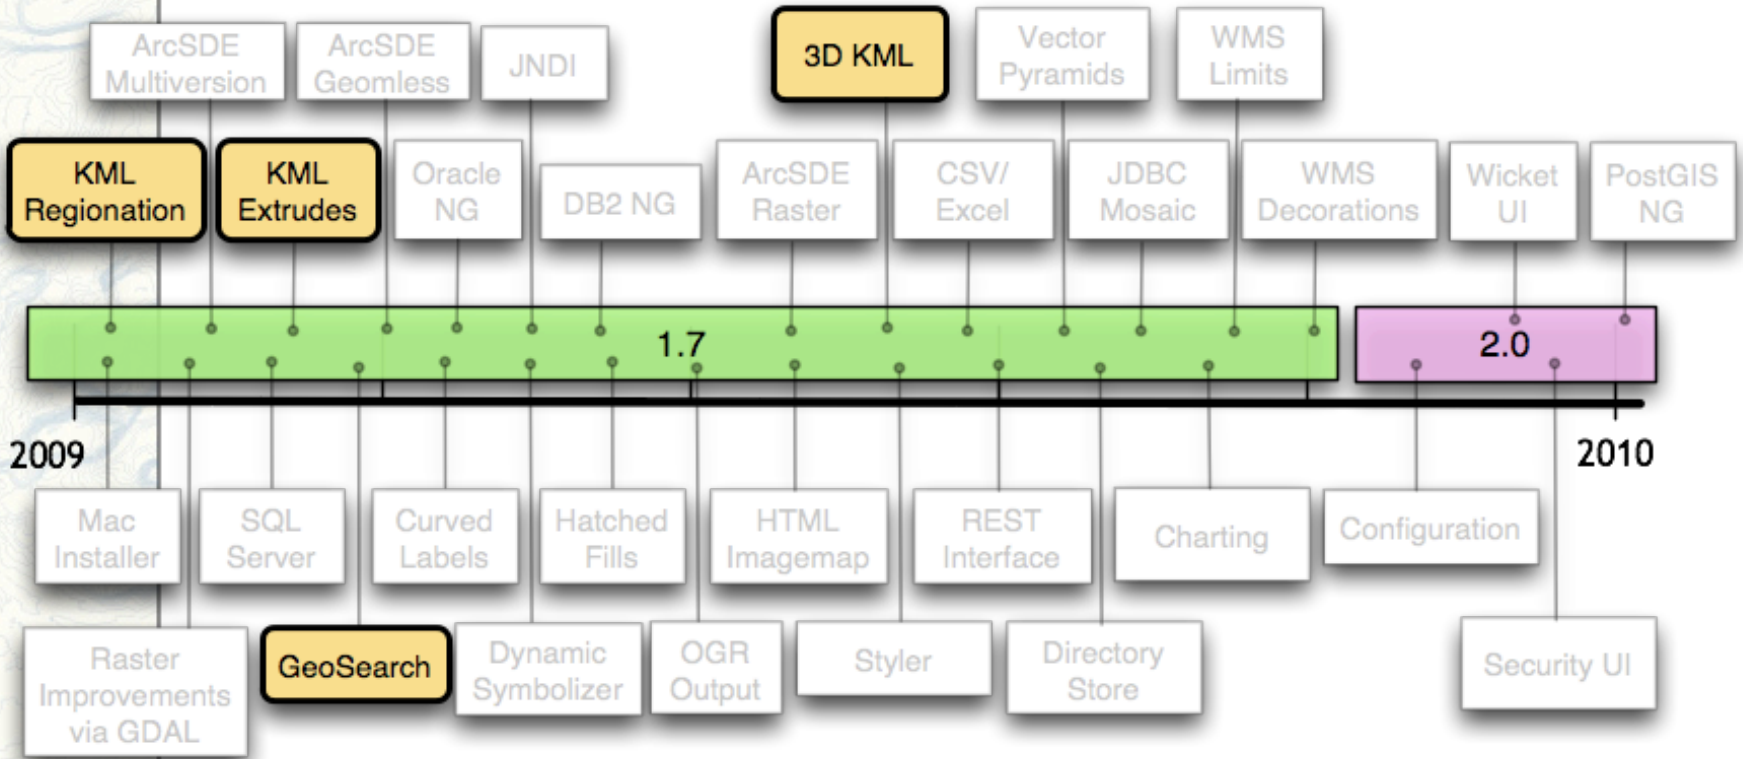 ArcSDE
Multiversion
ArcSDE
Geomless
JNDI
3D KML
Vector
Pyramids
WMS
Limits
KML
Regionation
KML
Extrudes
Oracle
NG
DB2 NG
ArcSDE
Raster
CSV/
Excel
JDBC
Mosaic
WMS
Decorations
Wicket
UI
PostGIS
NG
1.7
2.0
2009
2010
Mac
Installer
SQL
Server
Curved
Labels
Hatched
Fills
HTML
Imagemap
REST
Interface
Charting
Configuration
Raster
Improvements
via GDAL
GeoSearch
Dynamic
Symbolizer
OGR
Output
Styler
Directory
Store
Security UI